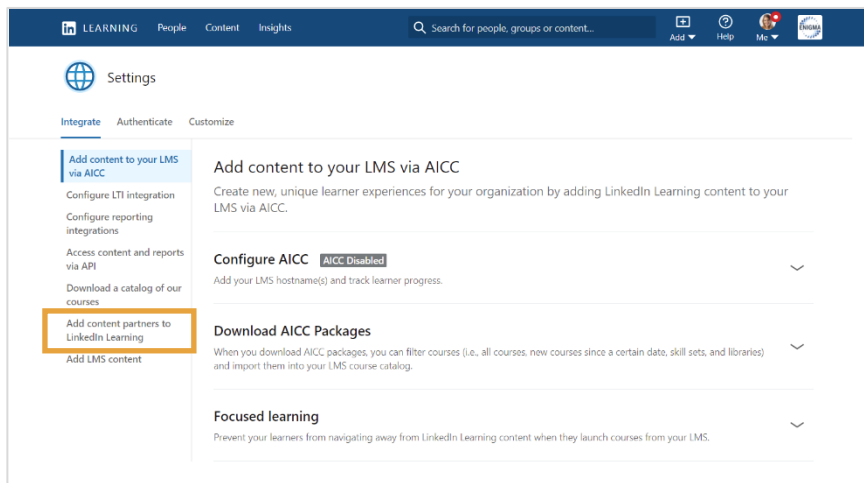 in LEARNING People Content Insights Search for people, groups or content... Add Help Me ENIGMA
Settings
Integrate Authenticate Customize
Add content to your LMS
via AICC
Configure LTI integration
Configure reporting
integrations
Access content and reports
via API
Download a catalog of our
courses
Add content partners to
LinkedIn Learning
Add LMS content
Add content to your LMS via AICC
Create new, unique learner experiences for your organization by adding LinkedIn Learning content to your
LMS via AICC.
Configure AICC AICC Disabled
Add your LMS hostname(s) and track learner progress.
Download AICC Packages
When you download AICC packages, you can filter courses (i.e., all courses, new courses since a certain date, skill sets, and libraries)
and import them into your LMS course catalog.
Focused learning
Prevent your learners from navigating away from LinkedIn Learning content when they launch courses from your LMS.